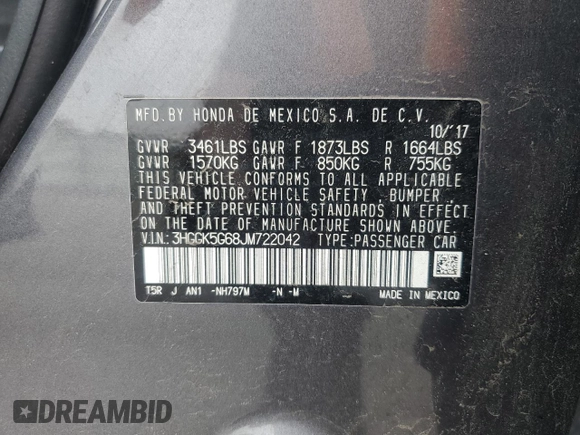 MFD.BY HONDA DE MEXICO S.A. DE C.V.
10/'17
GVWR 3461LBS GAWR F 1873LBS R 1664LBS
GVWR 1570KG GAWR F 850KG R 755KG
THIS VEHICLE CONFORMS TO ALL APPLICABLE
FEDERAL MOTOR VEHICLE SAFETY, BUMPER,
AND THEFT PREVENTION STANDARDS IN EFFECT
ON THE DATE OF MANUFACTURE SHOWN ABOVE.
V.I.N.: 3HGGK5G68JM722042 TYPE:PASSENGER CAR
T5R J AN1 -NH797M -N -M MADE IN MEXICO
DREAMBID